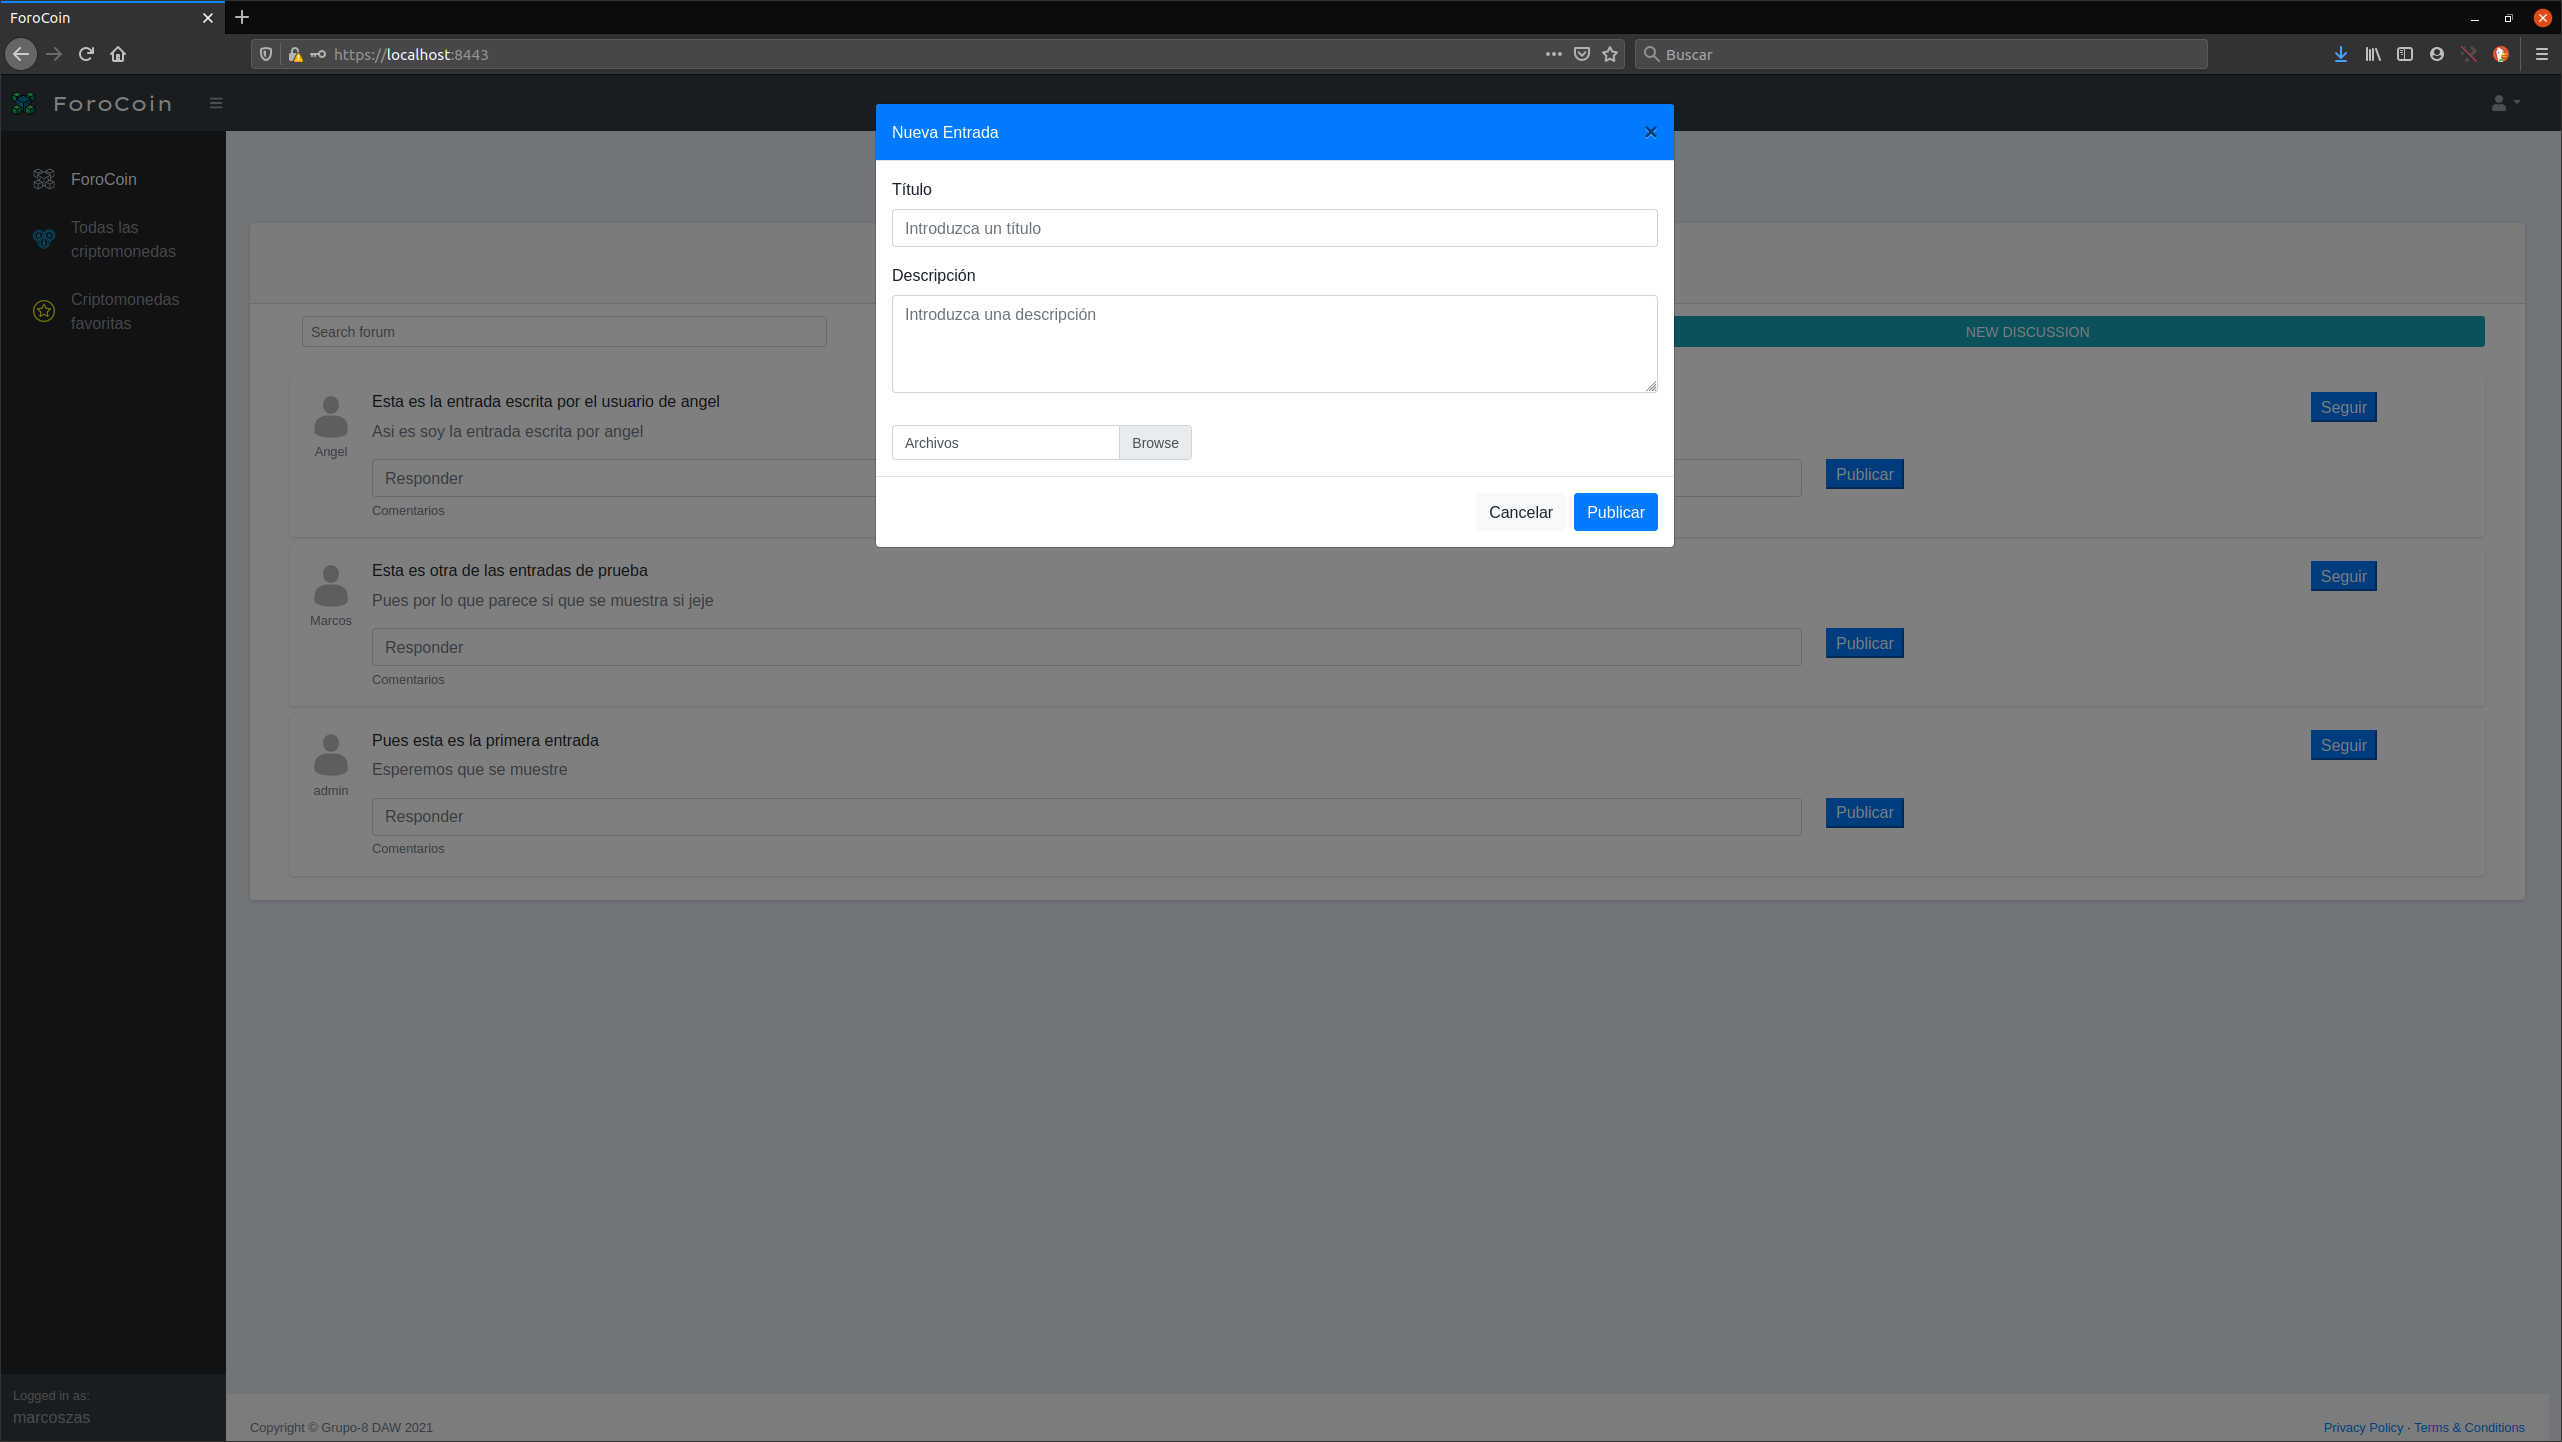 ForoCoin
https://localhost:8443
Buscar
ForoCoin
Nueva Entrada
Título
Introduzca un título
Descripción
Introduzca una descripción
Archivos
Browse
Cancelar
Publicar
ForoCoin
Todas las
criptomonedas
Criptomonedas
favoritas
Search forum
NEW DISCUSSION
Esta es la entrada escrita por el usuario de angel
Seguir
Asi es soy la entrada escrita por angel
Angel
Responder
Publicar
Comentarios
Esta es otra de las entradas de prueba
Seguir
Pues por lo que parece si que se muestra si jeje
Marcos
Responder
Publicar
Comentarios
Pues esta es la primera entrada
Seguir
Esperemos que se muestre
admin
Responder
Publicar
Comentarios
Logged in as:
marcoszas
Copyright © Grupo-8 DAW 2021
Privacy Policy · Terms & Conditions